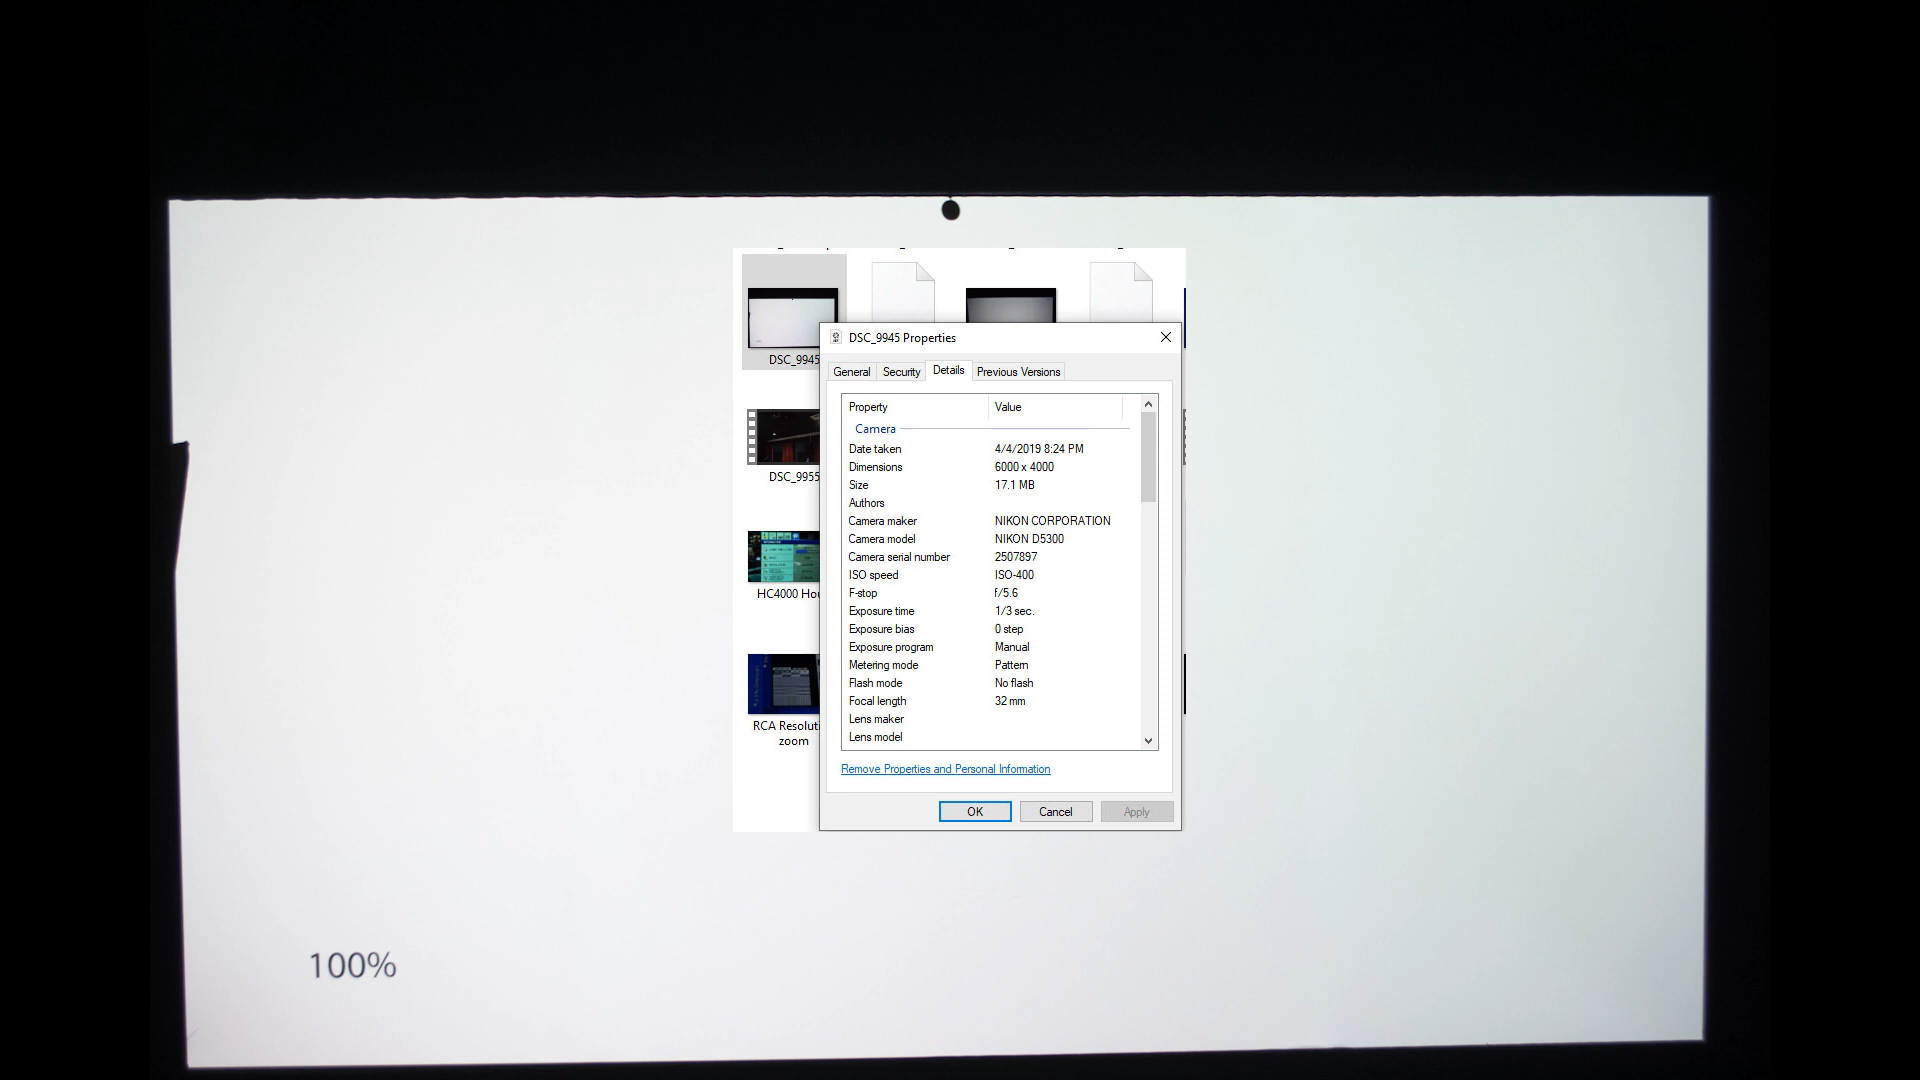 DSC_9945
DSC_9945 Properties
General Security Details Previous Versions
Property Value
Camera
Date taken 4/4/2019 8:24 PM
Dimensions 6000 x 4000
Size 17.1 MB
Authors
Camera maker NIKON CORPORATION
Camera model NIKON D5300
Camera serial number 2507897
ISO speed ISO-400
F-stop f/5.6
Exposure time 1/3 sec.
Exposure bias 0 step
Exposure program Manual
Metering mode Pattern
Flash mode No flash
Focal length 32 mm
Lens maker
Lens model
Remove Properties and Personal Information
OK Cancel Apply
DSC_9955
HC4000
RCA
zoom
100%